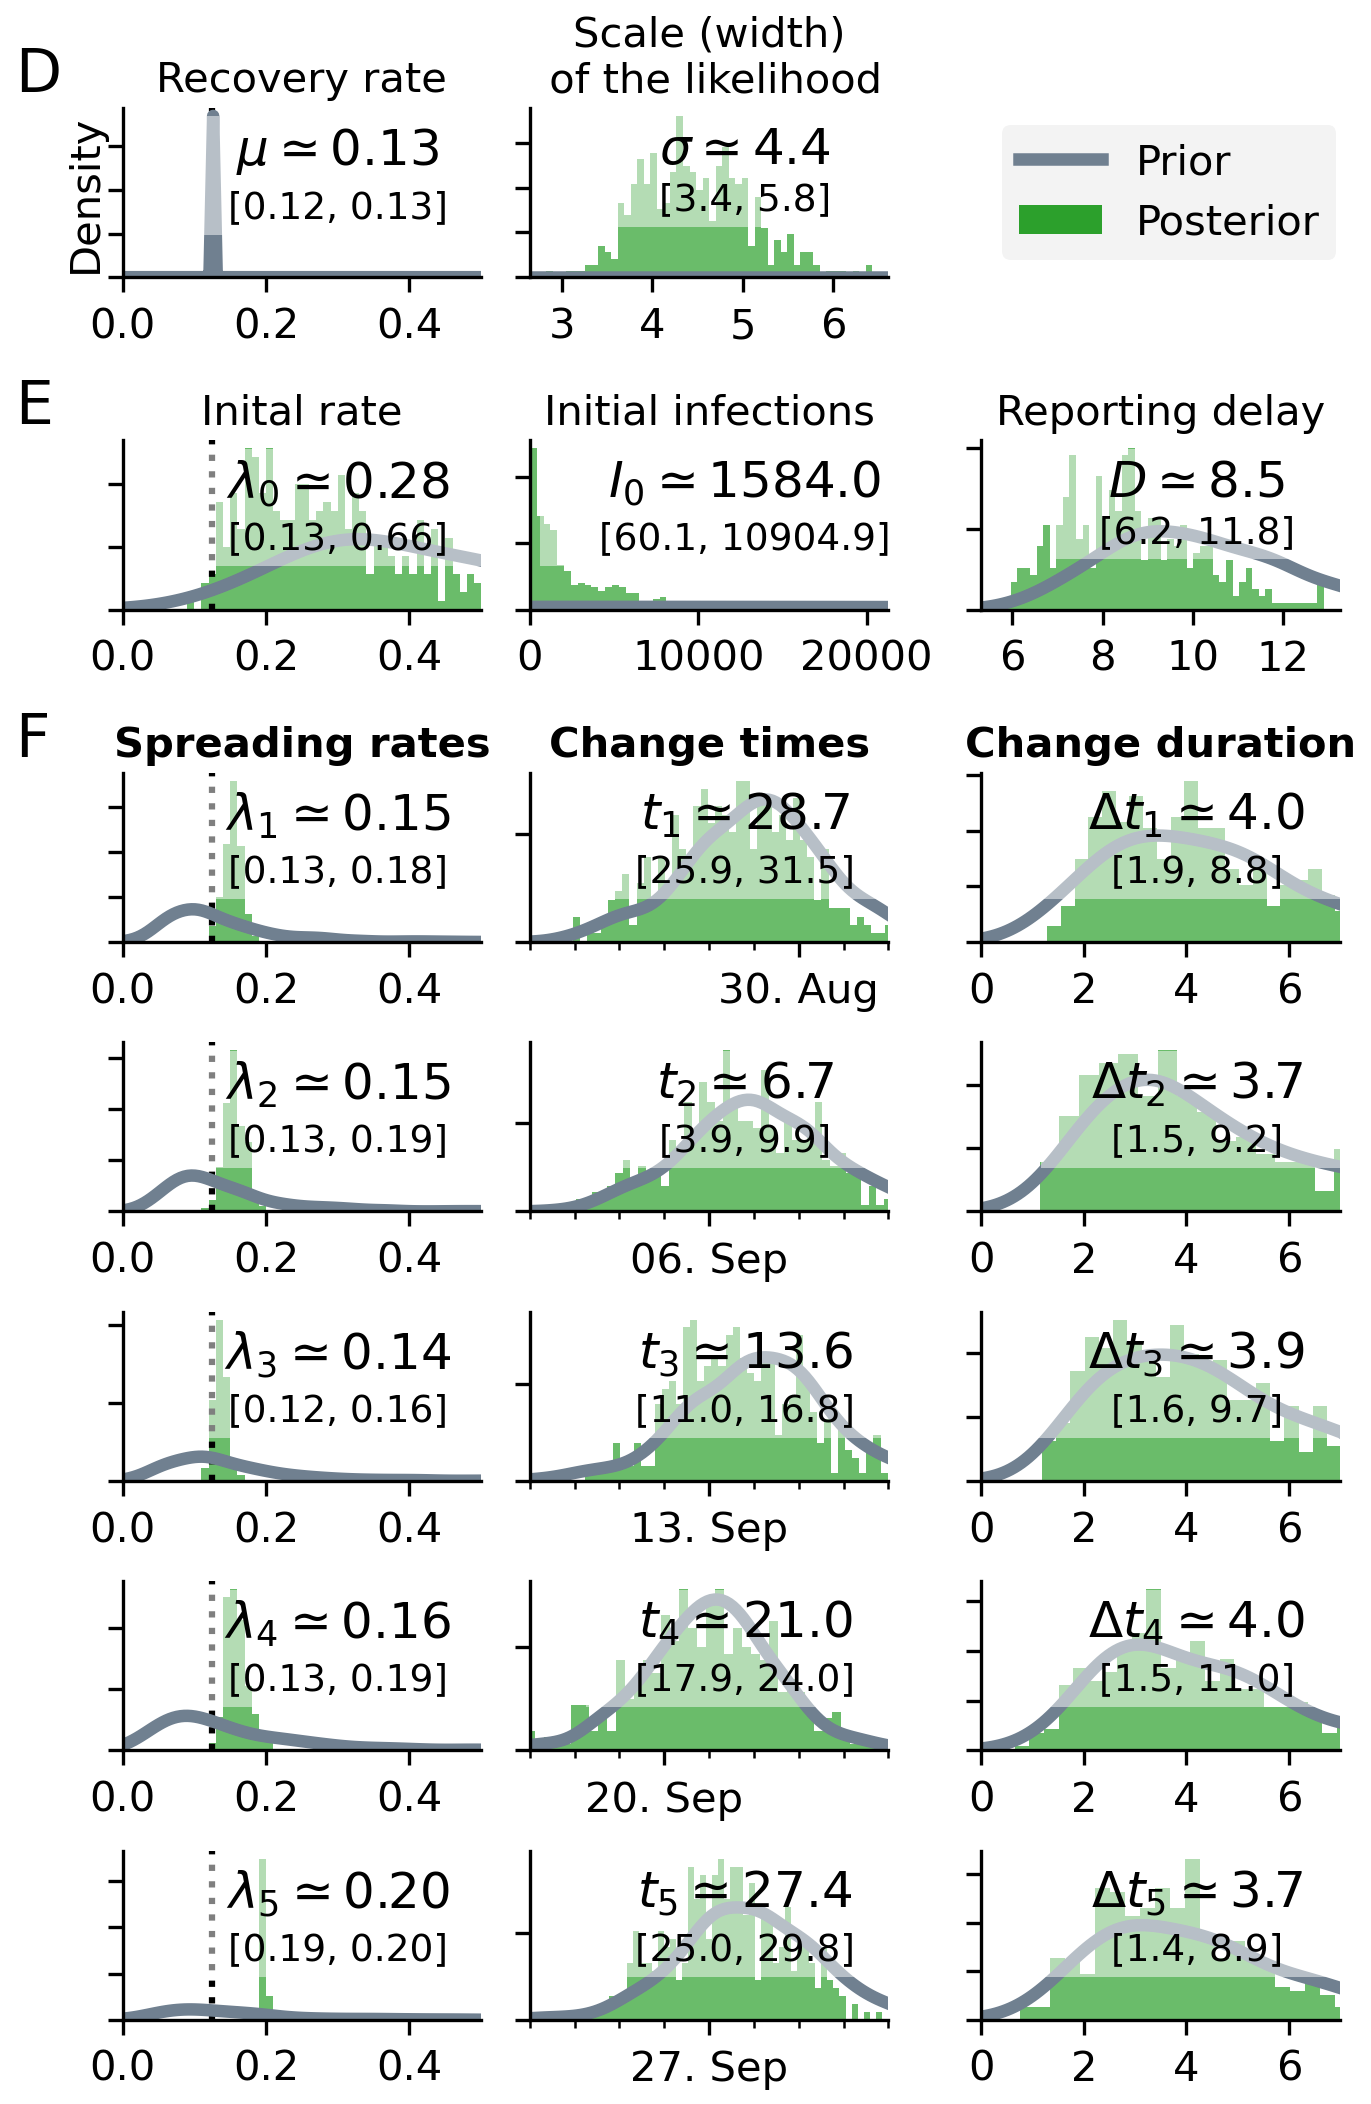 D
Recovery rate
Scale (width)
of the likelihood
Density
μ ≃ 0.13
[0.12, 0.13]
0.0 0.2 0.4
σ ≃ 4.4
[3.4, 5.8]
3 4 5 6
Prior
Posterior
E
Inital rate
λ0 ≃ 0.28
[0.13, 0.66]
0.0 0.2 0.4
Initial infections
I0 ≃ 1584.0
[60.1, 10904.9]
0 10000 20000
Reporting delay
D ≃ 8.5
[6.2, 11.8]
6 8 10 12
F
Spreading rates
Change times
Change duration
λ1 ≃ 0.15
[0.13, 0.18]
0.0 0.2 0.4
t1 ≃ 28.7
[25.9, 31.5]
30. Aug
Δt1 ≃ 4.0
[1.9, 8.8]
0 2 4 6
λ2 ≃ 0.15
[0.13, 0.19]
0.0 0.2 0.4
t2 ≃ 6.7
[3.9, 9.9]
06. Sep
Δt2 ≃ 3.7
[1.5, 9.2]
0 2 4 6
λ3 ≃ 0.14
[0.12, 0.16]
0.0 0.2 0.4
t3 ≃ 13.6
[11.0, 16.8]
13. Sep
Δt3 ≃ 3.9
[1.6, 9.7]
0 2 4 6
λ4 ≃ 0.16
[0.13, 0.19]
0.0 0.2 0.4
t4 ≃ 21.0
[17.9, 24.0]
20. Sep
Δt4 ≃ 4.0
[1.5, 11.0]
0 2 4 6
λ5 ≃ 0.20
[0.19, 0.20]
0.0 0.2 0.4
t5 ≃ 27.4
[25.0, 29.8]
27. Sep
Δt5 ≃ 3.7
[1.4, 8.9]
0 2 4 6